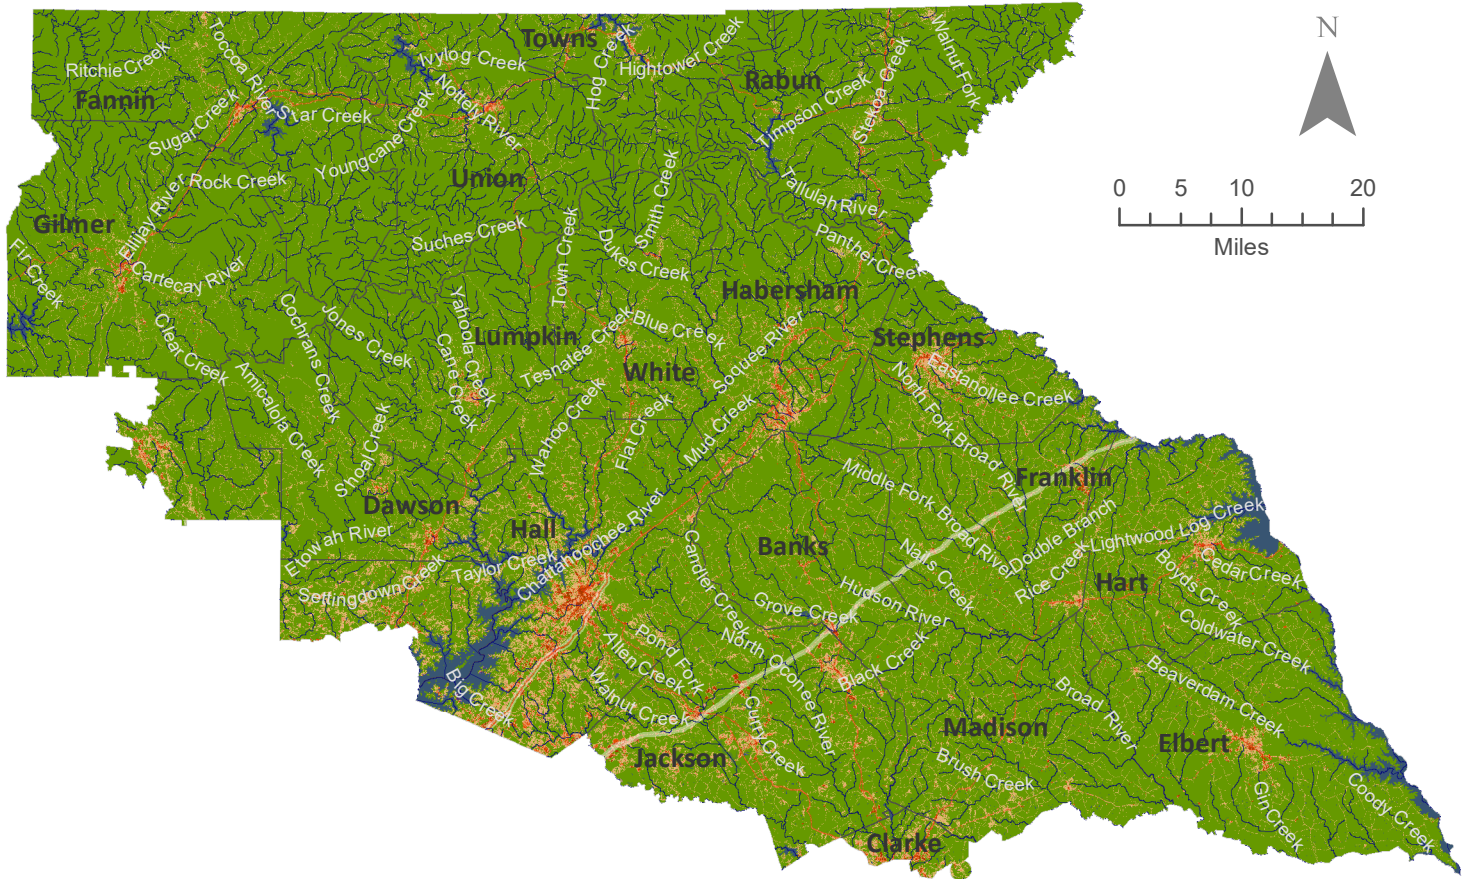 N
0 5 10 20
Miles
Towns
Toccoa River
Ivylog Creek
Hog Creek
Hightower Creek
Walnut Fork
Ritchie Creek
Fannin
Rabun
Stekoa Creek
Timpson Creek
Nottely River
Sugar Creek
Star Creek
Youngcane Creek
Rock Creek
Union
Tallulah River
Smith Creek
Gilmer
Ellijay River
Suches Creek
Town Creek
Dukes Creek
Panther Creek
Fir Creek
Cartecay River
Habersham
Yahoola Creek
Cane Creek
Lumpkin
Tesnatee Creek
Blue Creek
Soquee River
Stephens
Clear Creek
Cochrans Creek
Jones Creek
White
Eastanollee Creek
Amicalola Creek
Shoal Creek
Wahoo Creek
Flat Creek
Mud Creek
North Fork Broad River
Dawson
Hall
Franklin
Middle Fork Broad River
Etowah River
Taylor Creek
Chattahoochee River
Banks
Double Branch
Lightwood Log Creek
Settingdown Creek
Candler Creek
Nails Creek
Rice Creek
Hart
Boyds Creek
Cedar Creek
Grove Creek
Hudson River
Coldwater Creek
Allen Creek
Pond Fork
North Oconee River
Black Creek
Beaverdam Creek
Big Creek
Walnut Creek
Curry Creek
Broad River
Madison
Elbert
Jackson
Brush Creek
Gin Creek
Coody Creek
Clarke